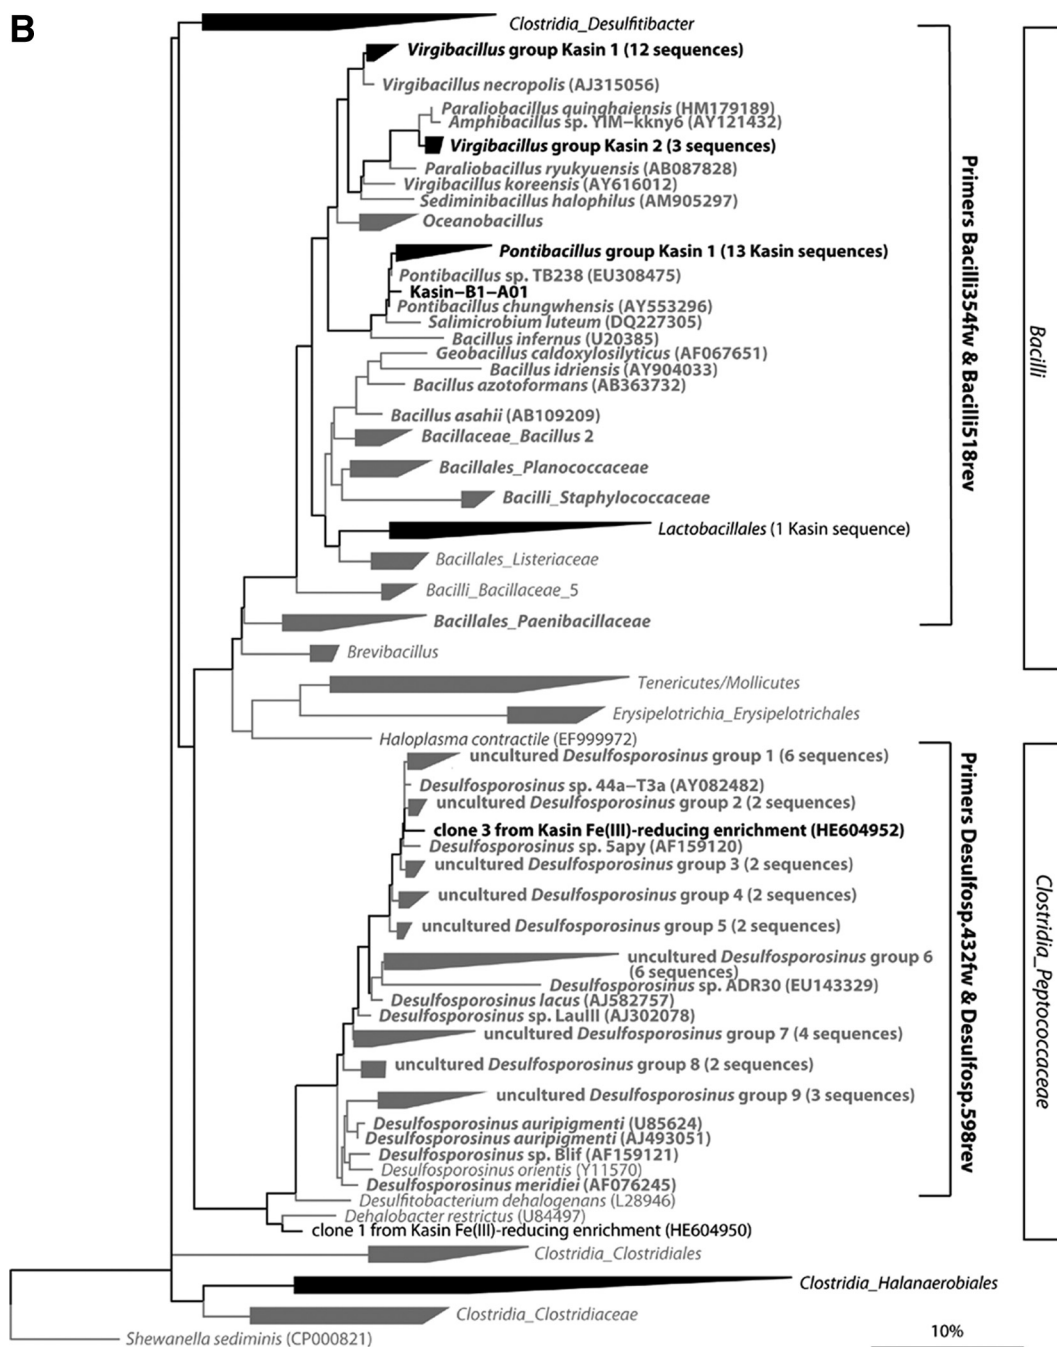 B
Clostridia_Desulfitibacter
Virgibacillus group Kasin 1 (12 sequences)
Virgibacillus necropolis (AJ315056)
Paraliobacillus quinghaiensis (HM179189)
Amphibacillus sp. YIM−kkny6 (AY121432)
Virgibacillus group Kasin 2 (3 sequences)
Paraliobacillus ryukyuensis (AB087828)
Virgibacillus koreensis (AY616012)
Sediminibacillus halophilus (AM905297)
Oceanobacillus
Pontibacillus group Kasin 1 (13 Kasin sequences)
Pontibacillus sp. TB238 (EU308475)
Kasin−B1−A01
Pontibacillus chungwhensis (AY553296)
Salimicrobium luteum (DQ227305)
Bacillus infernus (U20385)
Geobacillus caldoxylosilyticus (AF067651)
Bacillus idriensis (AY904033)
Bacillus azotoformans (AB363732)
Bacillus asahii (AB109209)
Bacillaceae_Bacillus 2
Bacillales_Planococcaceae
Bacilli_Staphylococcaceae
Lactobacillales (1 Kasin sequence)
Bacillales_Listeriaceae
Bacilli_Bacillaceae_5
Bacillales_Paenibacillaceae
Brevibacillus
Primers Bacilli354fw & Bacilli518rev
Bacilli
Tenericutes/Mollicutes
Erysipelotrichia_Erysipelotrichales
Haloplasma contractile (EF999972)
uncultured Desulfosporosinus group 1 (6 sequences)
Desulfosporosinus sp. 44a−T3a (AY082482)
uncultured Desulfosporosinus group 2 (2 sequences)
clone 3 from Kasin Fe(III)-reducing enrichment (HE604952)
Desulfosporosinus sp. 5apy (AF159120)
uncultured Desulfosporosinus group 3 (2 sequences)
uncultured Desulfosporosinus group 4 (2 sequences)
uncultured Desulfosporosinus group 5 (2 sequences)
uncultured Desulfosporosinus group 6
(6 sequences)
Desulfosporosinus sp. ADR30 (EU143329)
Desulfosporosinus lacus (AJ582757)
Desulfosporosinus sp. LauIII (AJ302078)
uncultured Desulfosporosinus group 7 (4 sequences)
uncultured Desulfosporosinus group 8 (2 sequences)
uncultured Desulfosporosinus group 9 (3 sequences)
Desulfosporosinus auripigmenti (U85624)
Desulfosporosinus auripigmenti (AJ493051)
Desulfosporosinus sp. Blif (AF159121)
Desulfosporosinus orientis (Y11570)
Desulfosporosinus meridiei (AF076245)
Desulfitobacterium dehalogenans (L28946)
Dehalobacter restrictus (U84497)
clone 1 from Kasin Fe(III)-reducing enrichment (HE604950)
Primers Desulfosp.432fw & Desulfosp.598rev
Clostridia_Peptococcaceae
Clostridia_Clostridiales
Clostridia_Halanaerobiales
Clostridia_Clostridiaceae
Shewanella sediminis (CP000821)
10%